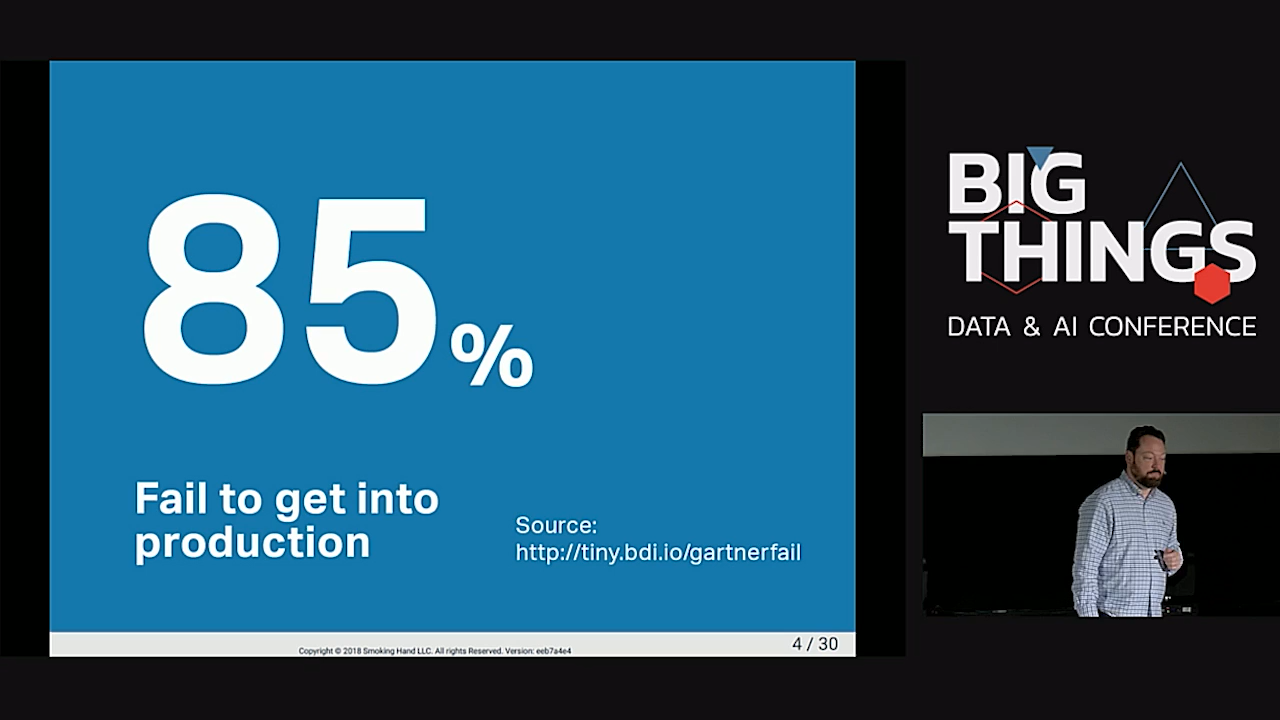 85%
Fail to get into
production
Source:
http://tiny.bdi.io/gartnerfail
Copyright © 2018 Smoking Hand LLC. All rights Reserved. Version: eeb7a4e4
4 / 30
BIG
THINGS
DATA & AI CONFERENCE